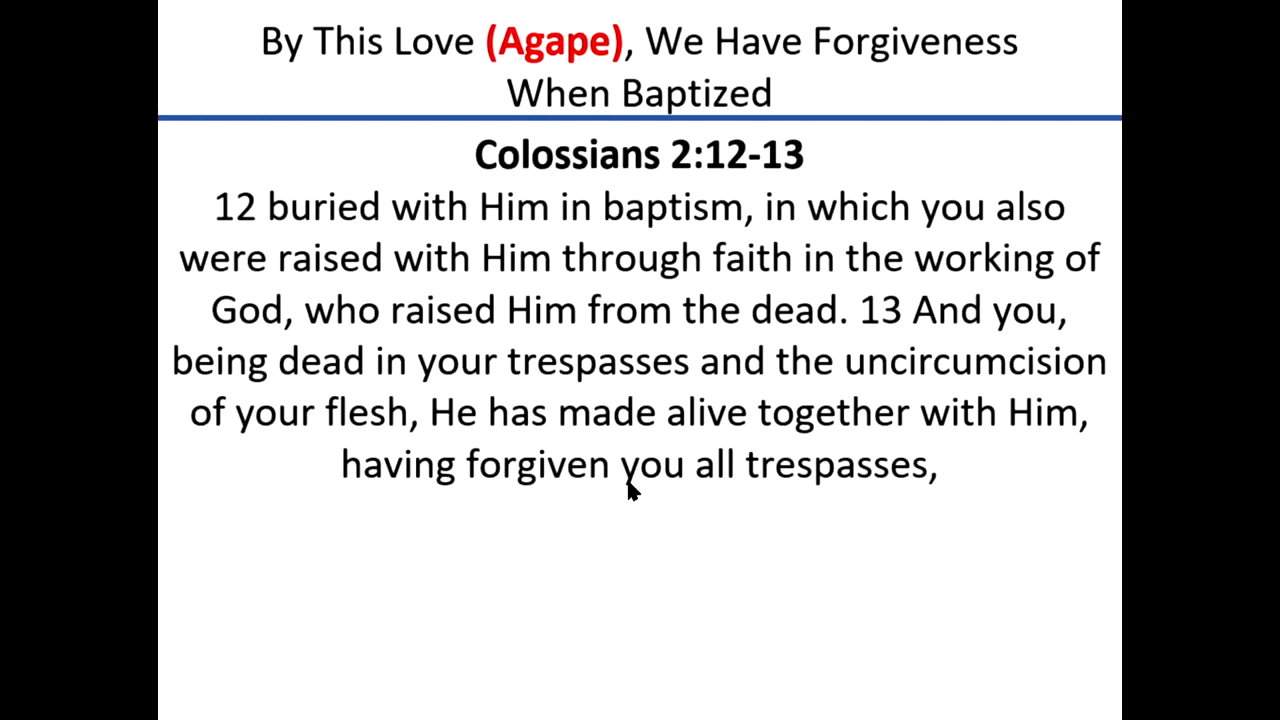 By This Love (Agape), We Have Forgiveness
When Baptized
Colossians 2:12-13
12 buried with Him in baptism, in which you also
were raised with Him through faith in the working of
God, who raised Him from the dead. 13 And you,
being dead in your trespasses and the uncircumcision
of your flesh, He has made alive together with Him,
having forgiven you all trespasses,